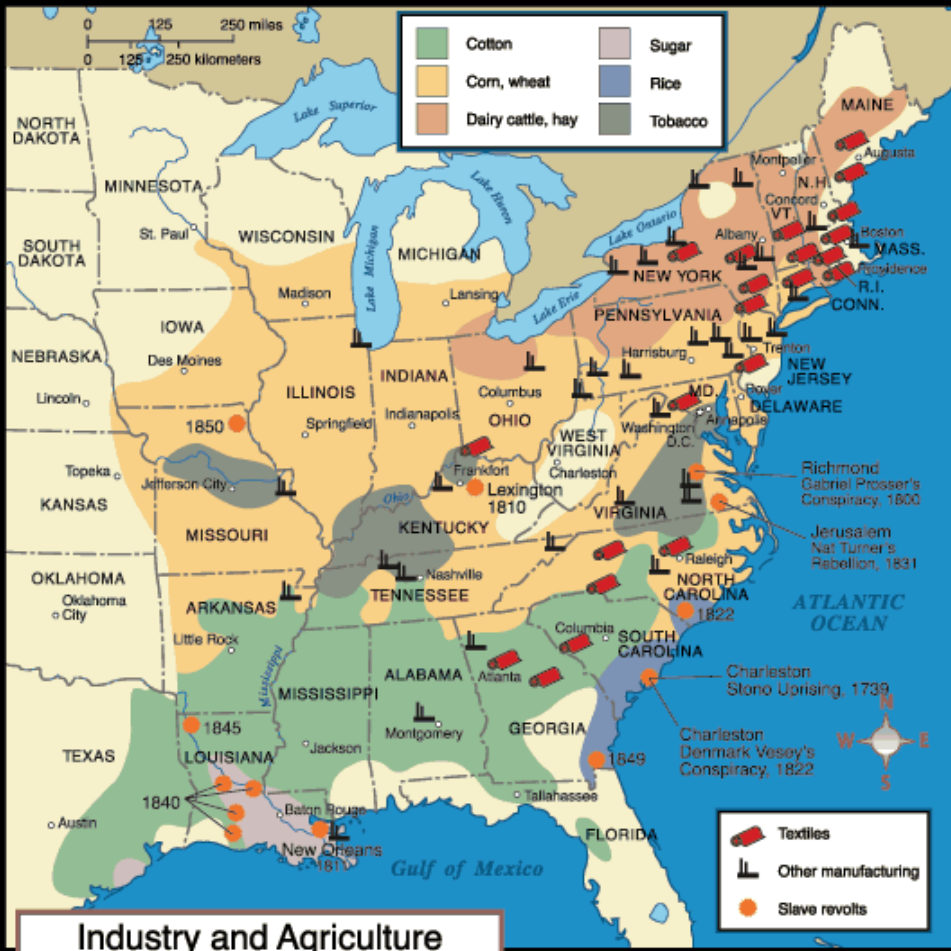 0 125 250 miles
0 125 250 kilometers
Cotton
Corn, wheat
Dairy cattle, hay
Sugar
Rice
Tobacco
NORTH
DAKOTA
MINNESOTA
St. Paul
SOUTH
DAKOTA
WISCONSIN
Madison
Lake Superior
Lake Michigan
Lake Huron
MICHIGAN
Lansing
Lake Ontario
Lake Erie
MAINE
Augusta
Montpelier
N.H.
Concord
VT.
Albany
Boston
MASS.
R.I.
CONN.
NEW YORK
PENNSYLVANIA
Harrisburg
Trenton
NEW
JERSEY
Dover
DELAWARE
MD.
Annapolis
Washington
D.C.
IOWA
Des Moines
NEBRASKA
Lincoln
ILLINOIS
Springfield
INDIANA
Indianapolis
Columbus
OHIO
WEST
VIRGINIA
Charleston
1850
Topeka
KANSAS
Jefferson City
MISSOURI
Ohio
Frankfort
Lexington
1810
KENTUCKY
VIRGINIA
Richmond
Gabriel Prosser's
Conspiracy, 1800
Jerusalem
Nat Turner's
Rebellion, 1831
OKLAHOMA
Oklahoma
City
ARKANSAS
Little Rock
Nashville
TENNESSEE
Raleigh
NORTH
CAROLINA
1822
ATLANTIC
OCEAN
Columbia
SOUTH
CAROLINA
Mississippi
MISSISSIPPI
Jackson
ALABAMA
Montgomery
Atlanta
GEORGIA
Charleston
Stono Uprising, 1739
Charleston
Denmark Vesey's
Conspiracy, 1822
1849
N
W E
S
TEXAS
Austin
1845
LOUISIANA
1840
Baton Rouge
New Orleans
1811
Tallahassee
FLORIDA
Gulf of Mexico
Textiles
Other manufacturing
Slave revolts
Industry and Agriculture